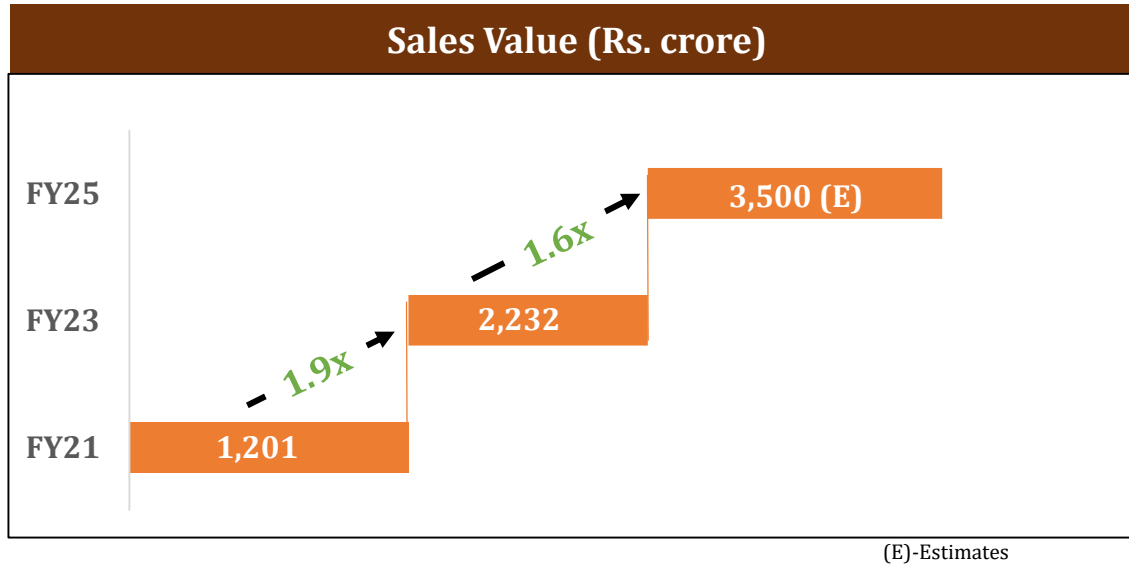 Sales Value (Rs. crore)
FY25
3,500 (E)
1.6x
FY23
2,232
1.9x
FY21
1,201
(E)-Estimates